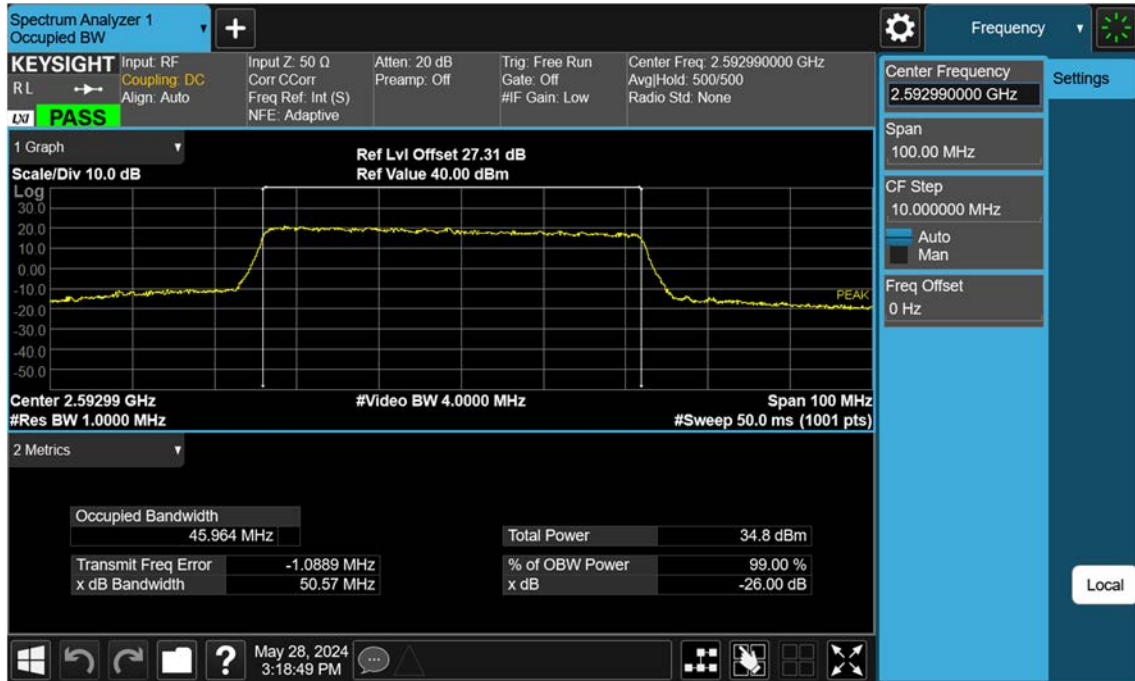 Spectrum Analyzer 1
Occupied BW
+
Frequency
KEYSIGHT
RL
LXI
PASS
Input: RF
Coupling: DC
Align: Auto
Input Z: 50 Ω
Corr CCorr
Freq Ref: Int (S)
NFE: Adaptive
Atten: 20 dB
Preamp: Off
Trig: Free Run
Gate: Off
#IF Gain: Low
Center Freq: 2.592990000 GHz
Avg|Hold: 500/500
Radio Std: None
Center Frequency
2.592990000 GHz
Settings
Span
100.00 MHz
CF Step
10.000000 MHz
Auto
Man
Freq Offset
0 Hz
Local
1 Graph
Scale/Div 10.0 dB
Ref Lvl Offset 27.31 dB
Ref Value 40.00 dBm
Log
30.0
20.0
10.0
0.00
-10.0
-20.0
-30.0
-40.0
-50.0
PEAK
Center 2.59299 GHz
#Video BW 4.0000 MHz
Span 100 MHz
#Res BW 1.0000 MHz
#Sweep 50.0 ms (1001 pts)
2 Metrics
Occupied Bandwidth
45.964 MHz
Total Power 34.8 dBm
Transmit Freq Error -1.0889 MHz
% of OBW Power 99.00 %
x dB Bandwidth 50.57 MHz
x dB -26.00 dB
?
May 28, 2024
3:18:49 PM